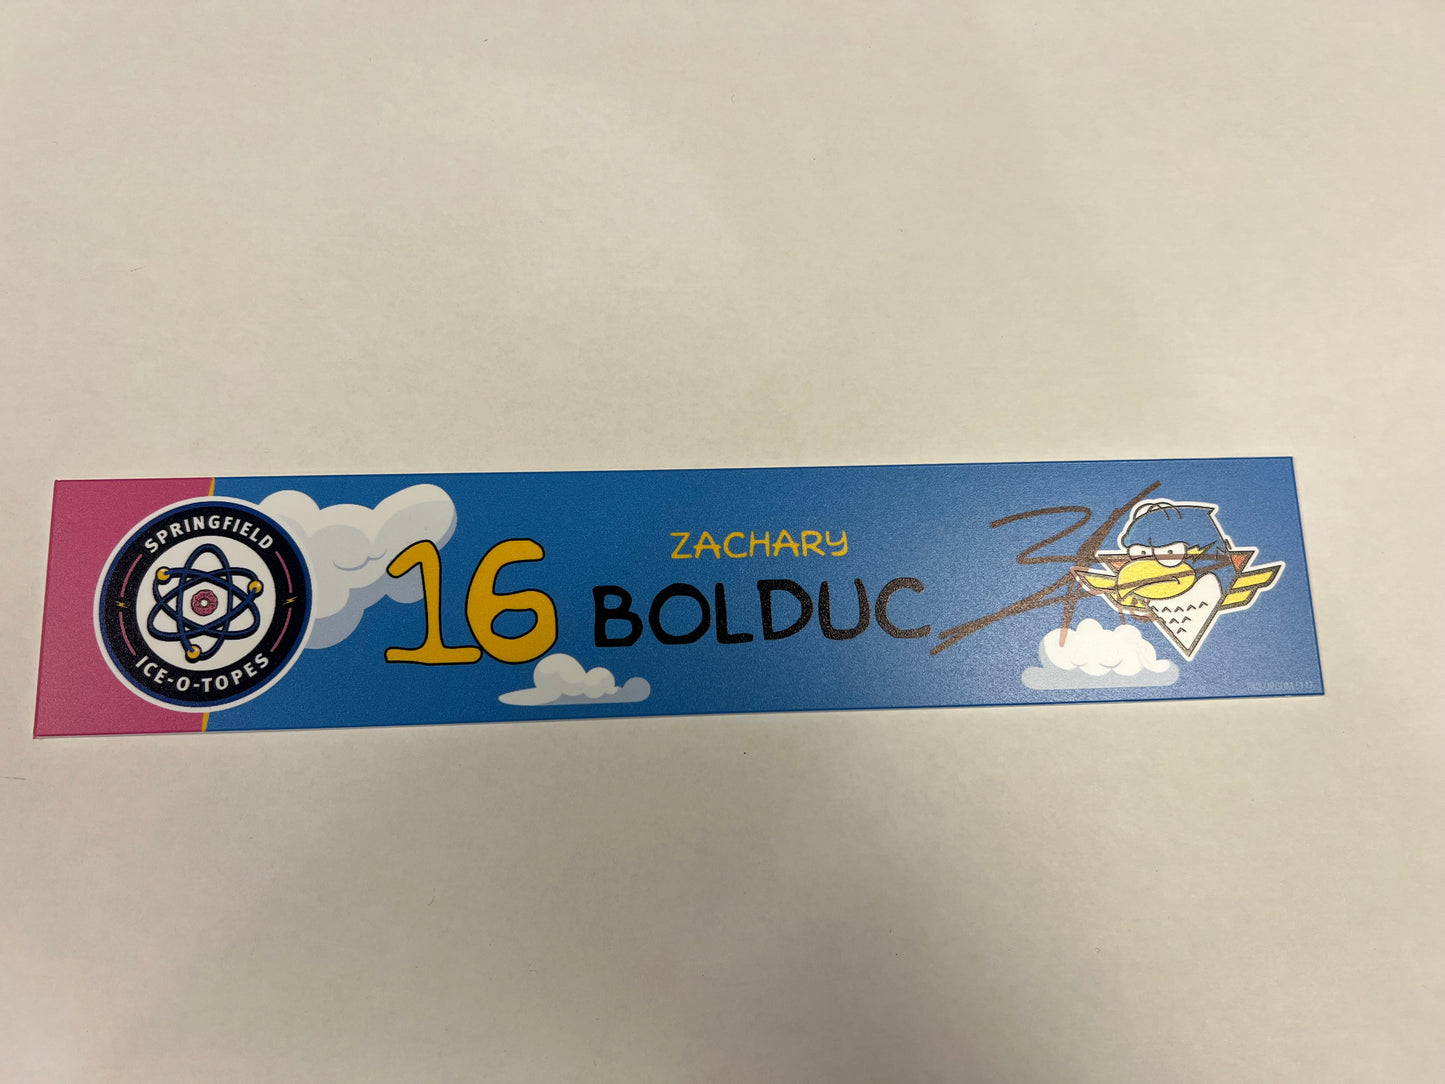 SPRINGFIELD
ICE-O-TOPES
16
ZACHARY
BOLDUC